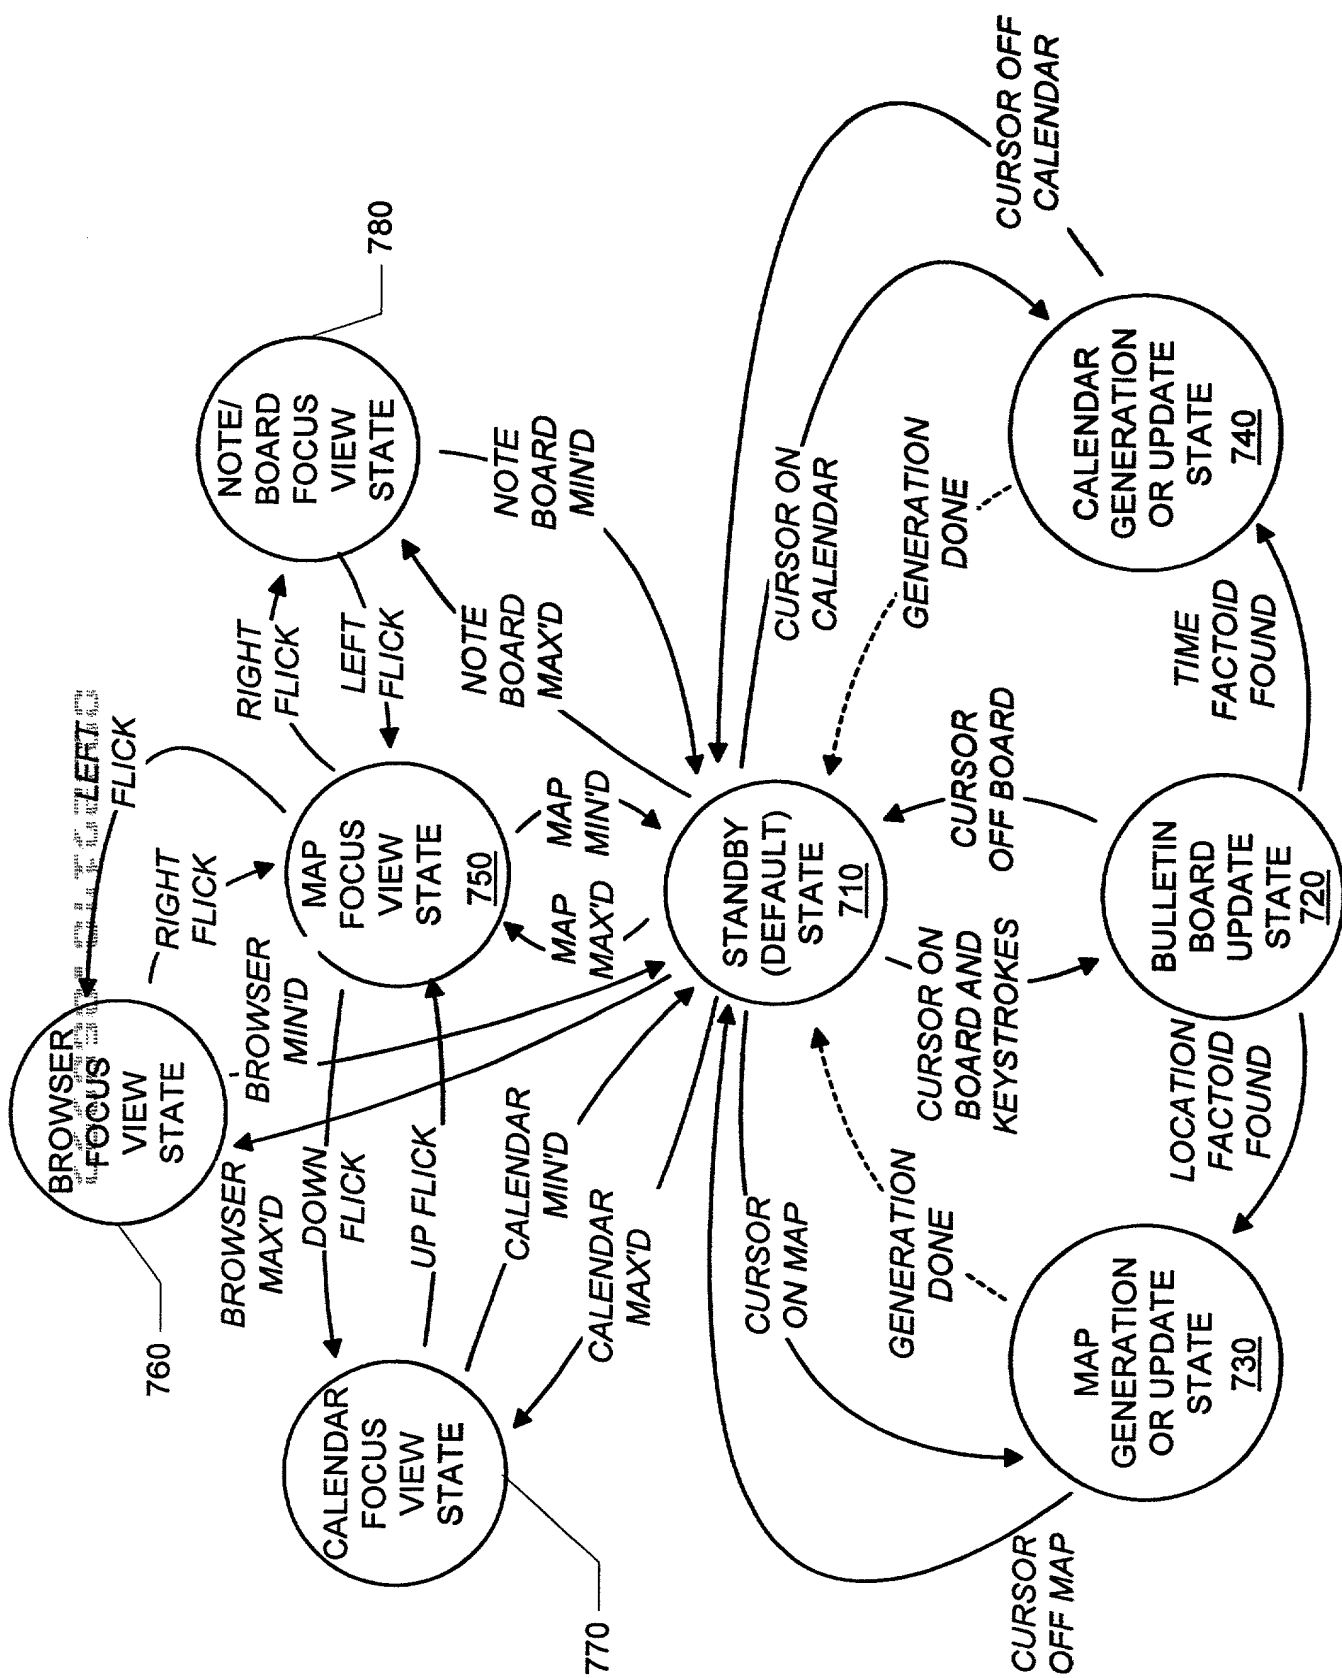 BROWSER
FOCUS
VIEW
STATE
760
LEFT
FLICK
RIGHT
FLICK
BROWSER
MIN'D
BROWSER
MAX'D
NOTE/
BOARD
FOCUS
VIEW
STATE
780
RIGHT
FLICK
LEFT
FLICK
MAP
FOCUS
VIEW
STATE
750
DOWN
FLICK
UP FLICK
CALENDAR
FOCUS
VIEW
STATE
770
NOTE
BOARD
MIN'D
NOTE
BOARD
MAX'D
MAP
MIN'D
MAP
MAX'D
CALENDAR
MIN'D
CALENDAR
MAX'D
STANDBY
(DEFAULT)
STATE
710
CURSOR OFF
CALENDAR
CURSOR ON
CALENDAR
GENERATION
DONE
CURSOR
OFF BOARD
CURSOR ON
BOARD AND
KEYSTROKES
GENERATION
DONE
CURSOR
ON MAP
CURSOR
OFF MAP
CALENDAR
GENERATION
OR UPDATE
STATE
740
TIME
FACTOID
FOUND
BULLETIN
BOARD
UPDATE
STATE
720
LOCATION
FACTOID
FOUND
MAP
GENERATION
OR UPDATE
STATE
730